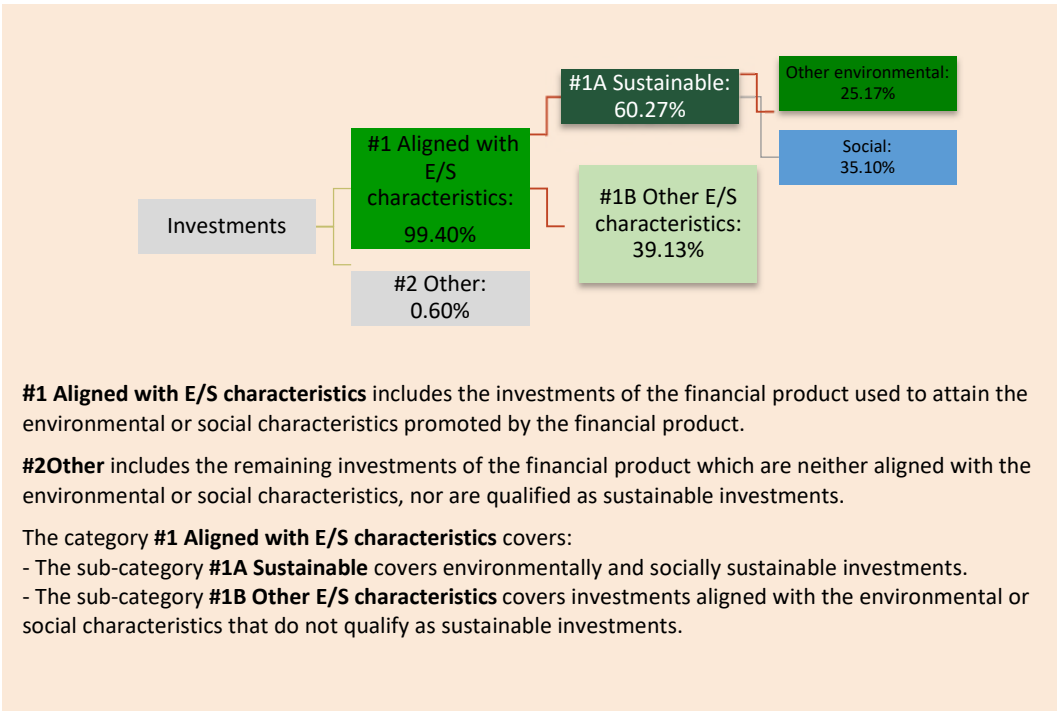 Investments
#1 Aligned with
E/S
characteristics:
99.40%
#2 Other:
0.60%
#1A Sustainable:
60.27%
#1B Other E/S
characteristics:
39.13%
Other environmental:
25.17%
Social:
35.10%
#1 Aligned with E/S characteristics includes the investments of the financial product used to attain the
environmental or social characteristics promoted by the financial product.
#2Other includes the remaining investments of the financial product which are neither aligned with the
environmental or social characteristics, nor are qualified as sustainable investments.
The category #1 Aligned with E/S characteristics covers:
- The sub-category #1A Sustainable covers environmentally and socially sustainable investments.
- The sub-category #1B Other E/S characteristics covers investments aligned with the environmental or
social characteristics that do not qualify as sustainable investments.